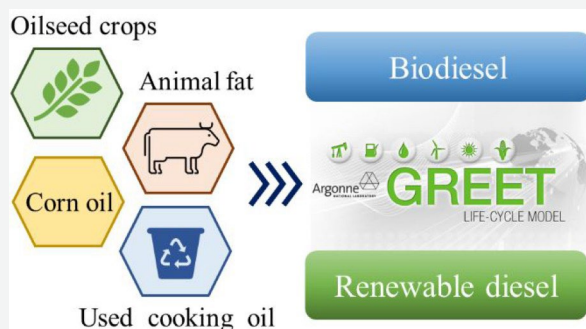 Oilseed crops
Animal fat
Corn oil
Used cooking oil
Biodiesel
Argonne
NATIONAL LABORATORY
GREET
LIFE-CYCLE MODEL
Renewable diesel